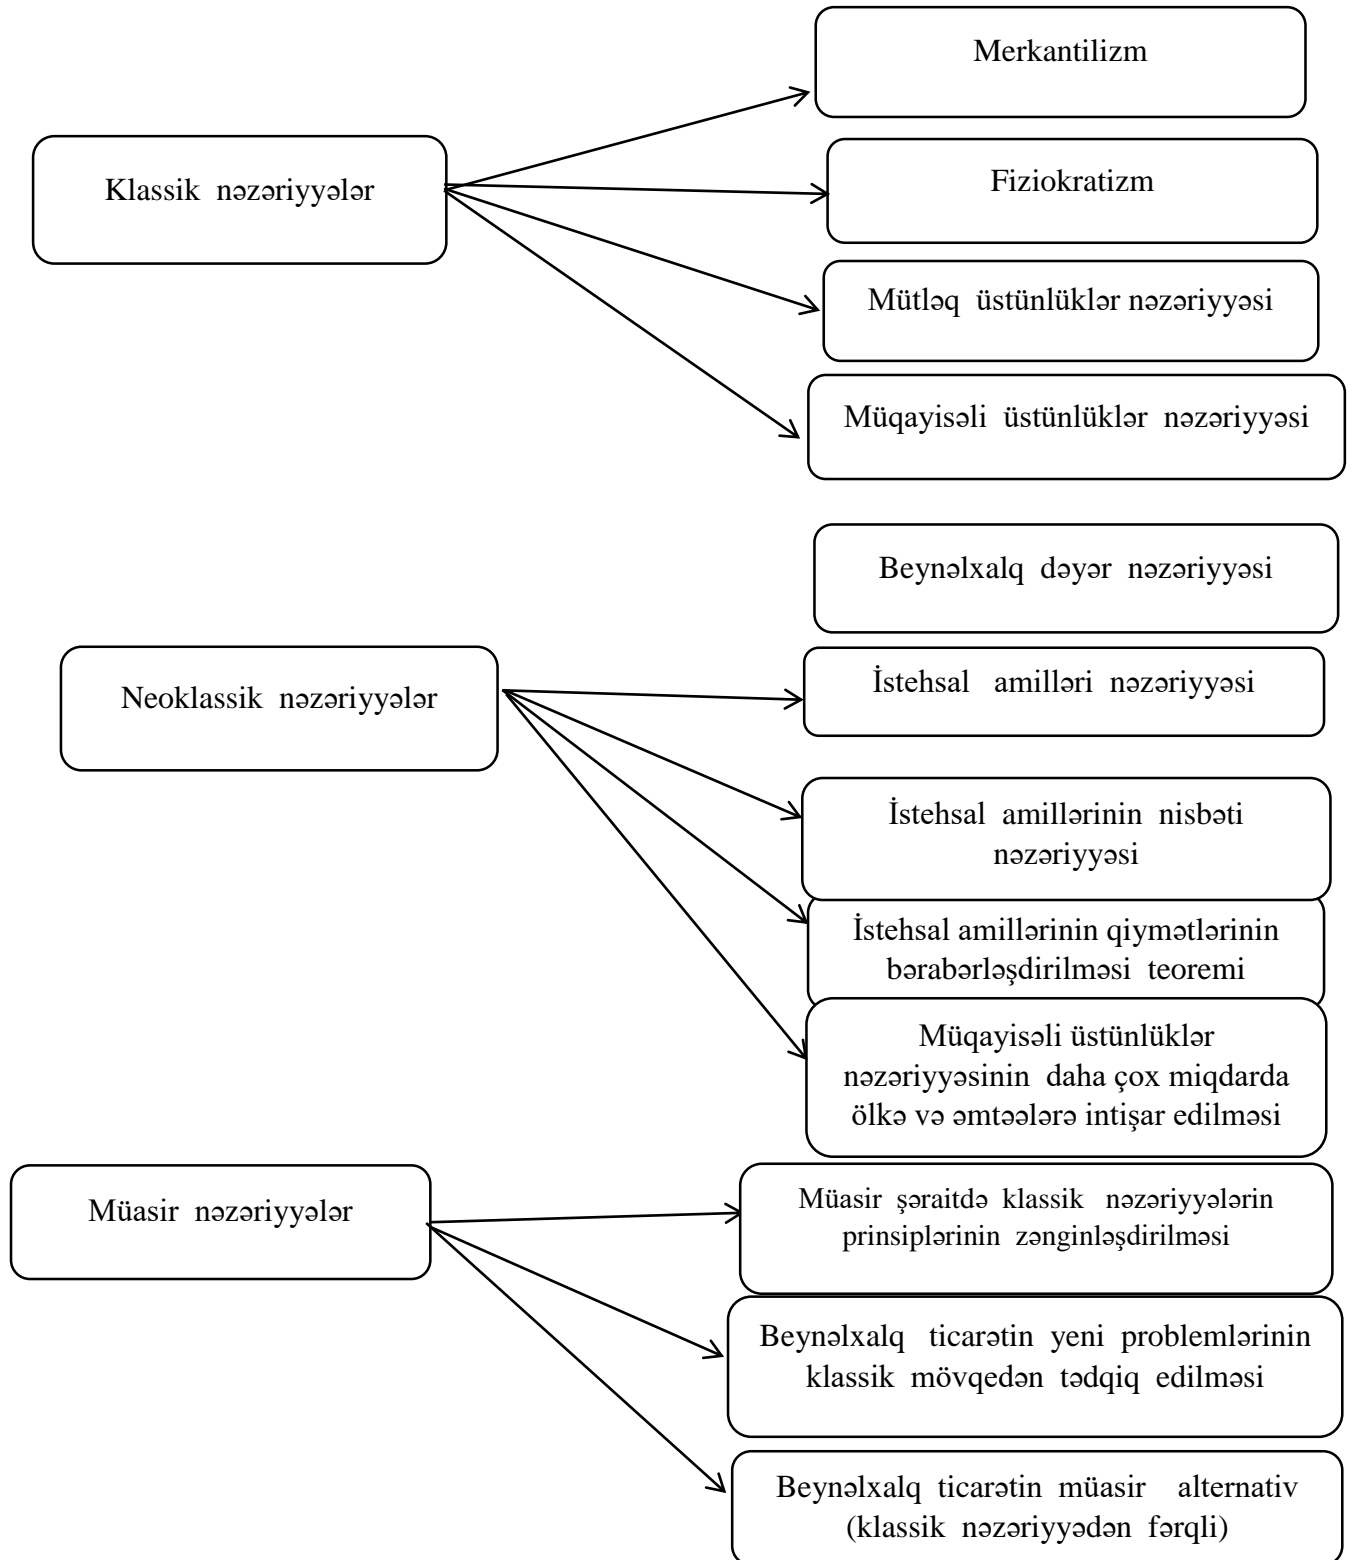 Merkantilizm
Klassik nəzəriyyələr
Fiziokratizm
Mütləq üstünlüklər nəzəriyyəsi
Müqayisəli üstünlüklər nəzəriyyəsi
Beynəlxalq dəyər nəzəriyyəsi
Neoklassik nəzəriyyələr
İstehsal amilləri nəzəriyyəsi
İstehsal amillərinin nisbəti
nəzəriyyəsi
İstehsal amillərinin qiymətlərinin
bərabərləşdirilməsi teoremi
Müqayisəli üstünlüklər
nəzəriyyəsinin daha çox miqdarda
ölkə və əmtəələrə intişar edilməsi
Müasir nəzəriyyələr
Müasir şəraitdə klassik nəzəriyyələrin
prinsiplərinin zənginləşdirilməsi
Beynəlxalq ticarətin yeni problemlərinin
klassik mövqedən tədqiq edilməsi
Beynəlxalq ticarətin müasir alternativ
(klassik nəzəriyyədən fərqli)